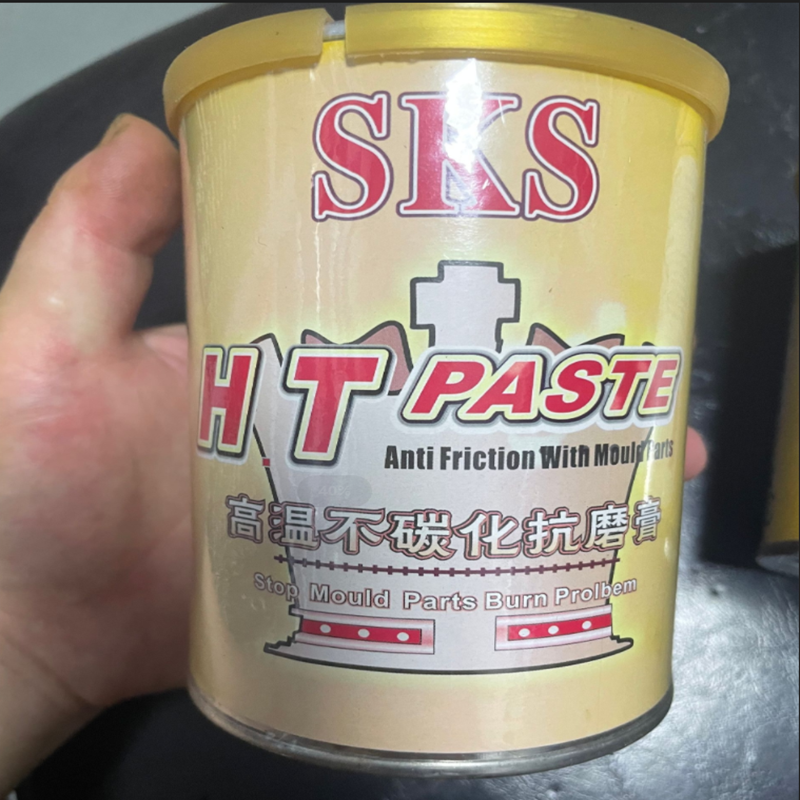 SKS
HT PASTE
Anti Friction With Mould Parts
高温不碳化抗磨膏
Stop Mould Parts Burn Prolbem